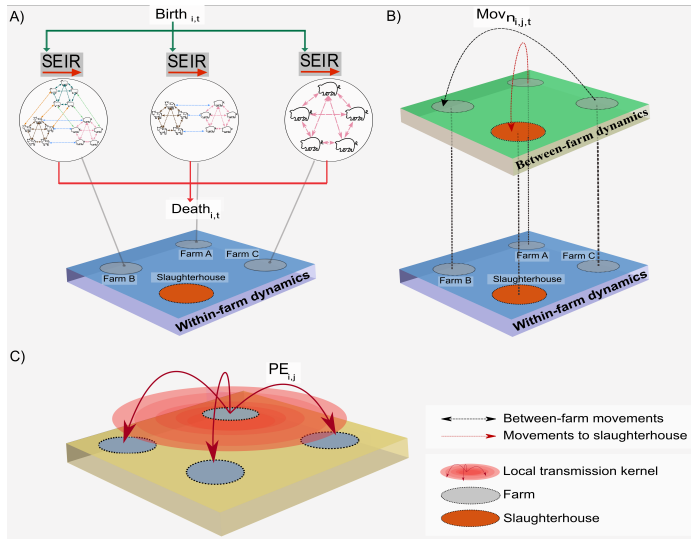 A)
Birth i,t
SEIR
SEIR
SEIR
Death i,t
Farm A
Farm B
Farm C
Slaughterhouse
Within-farm dynamics
B)
Mov n i,j,t
Between-farm dynamics
Farm A
Farm B
Farm C
Slaughterhouse
Within-farm dynamics
C)
PE i,j
Between-farm movements
Movements to slaughterhouse
Local transmission kernel
Farm
Slaughterhouse